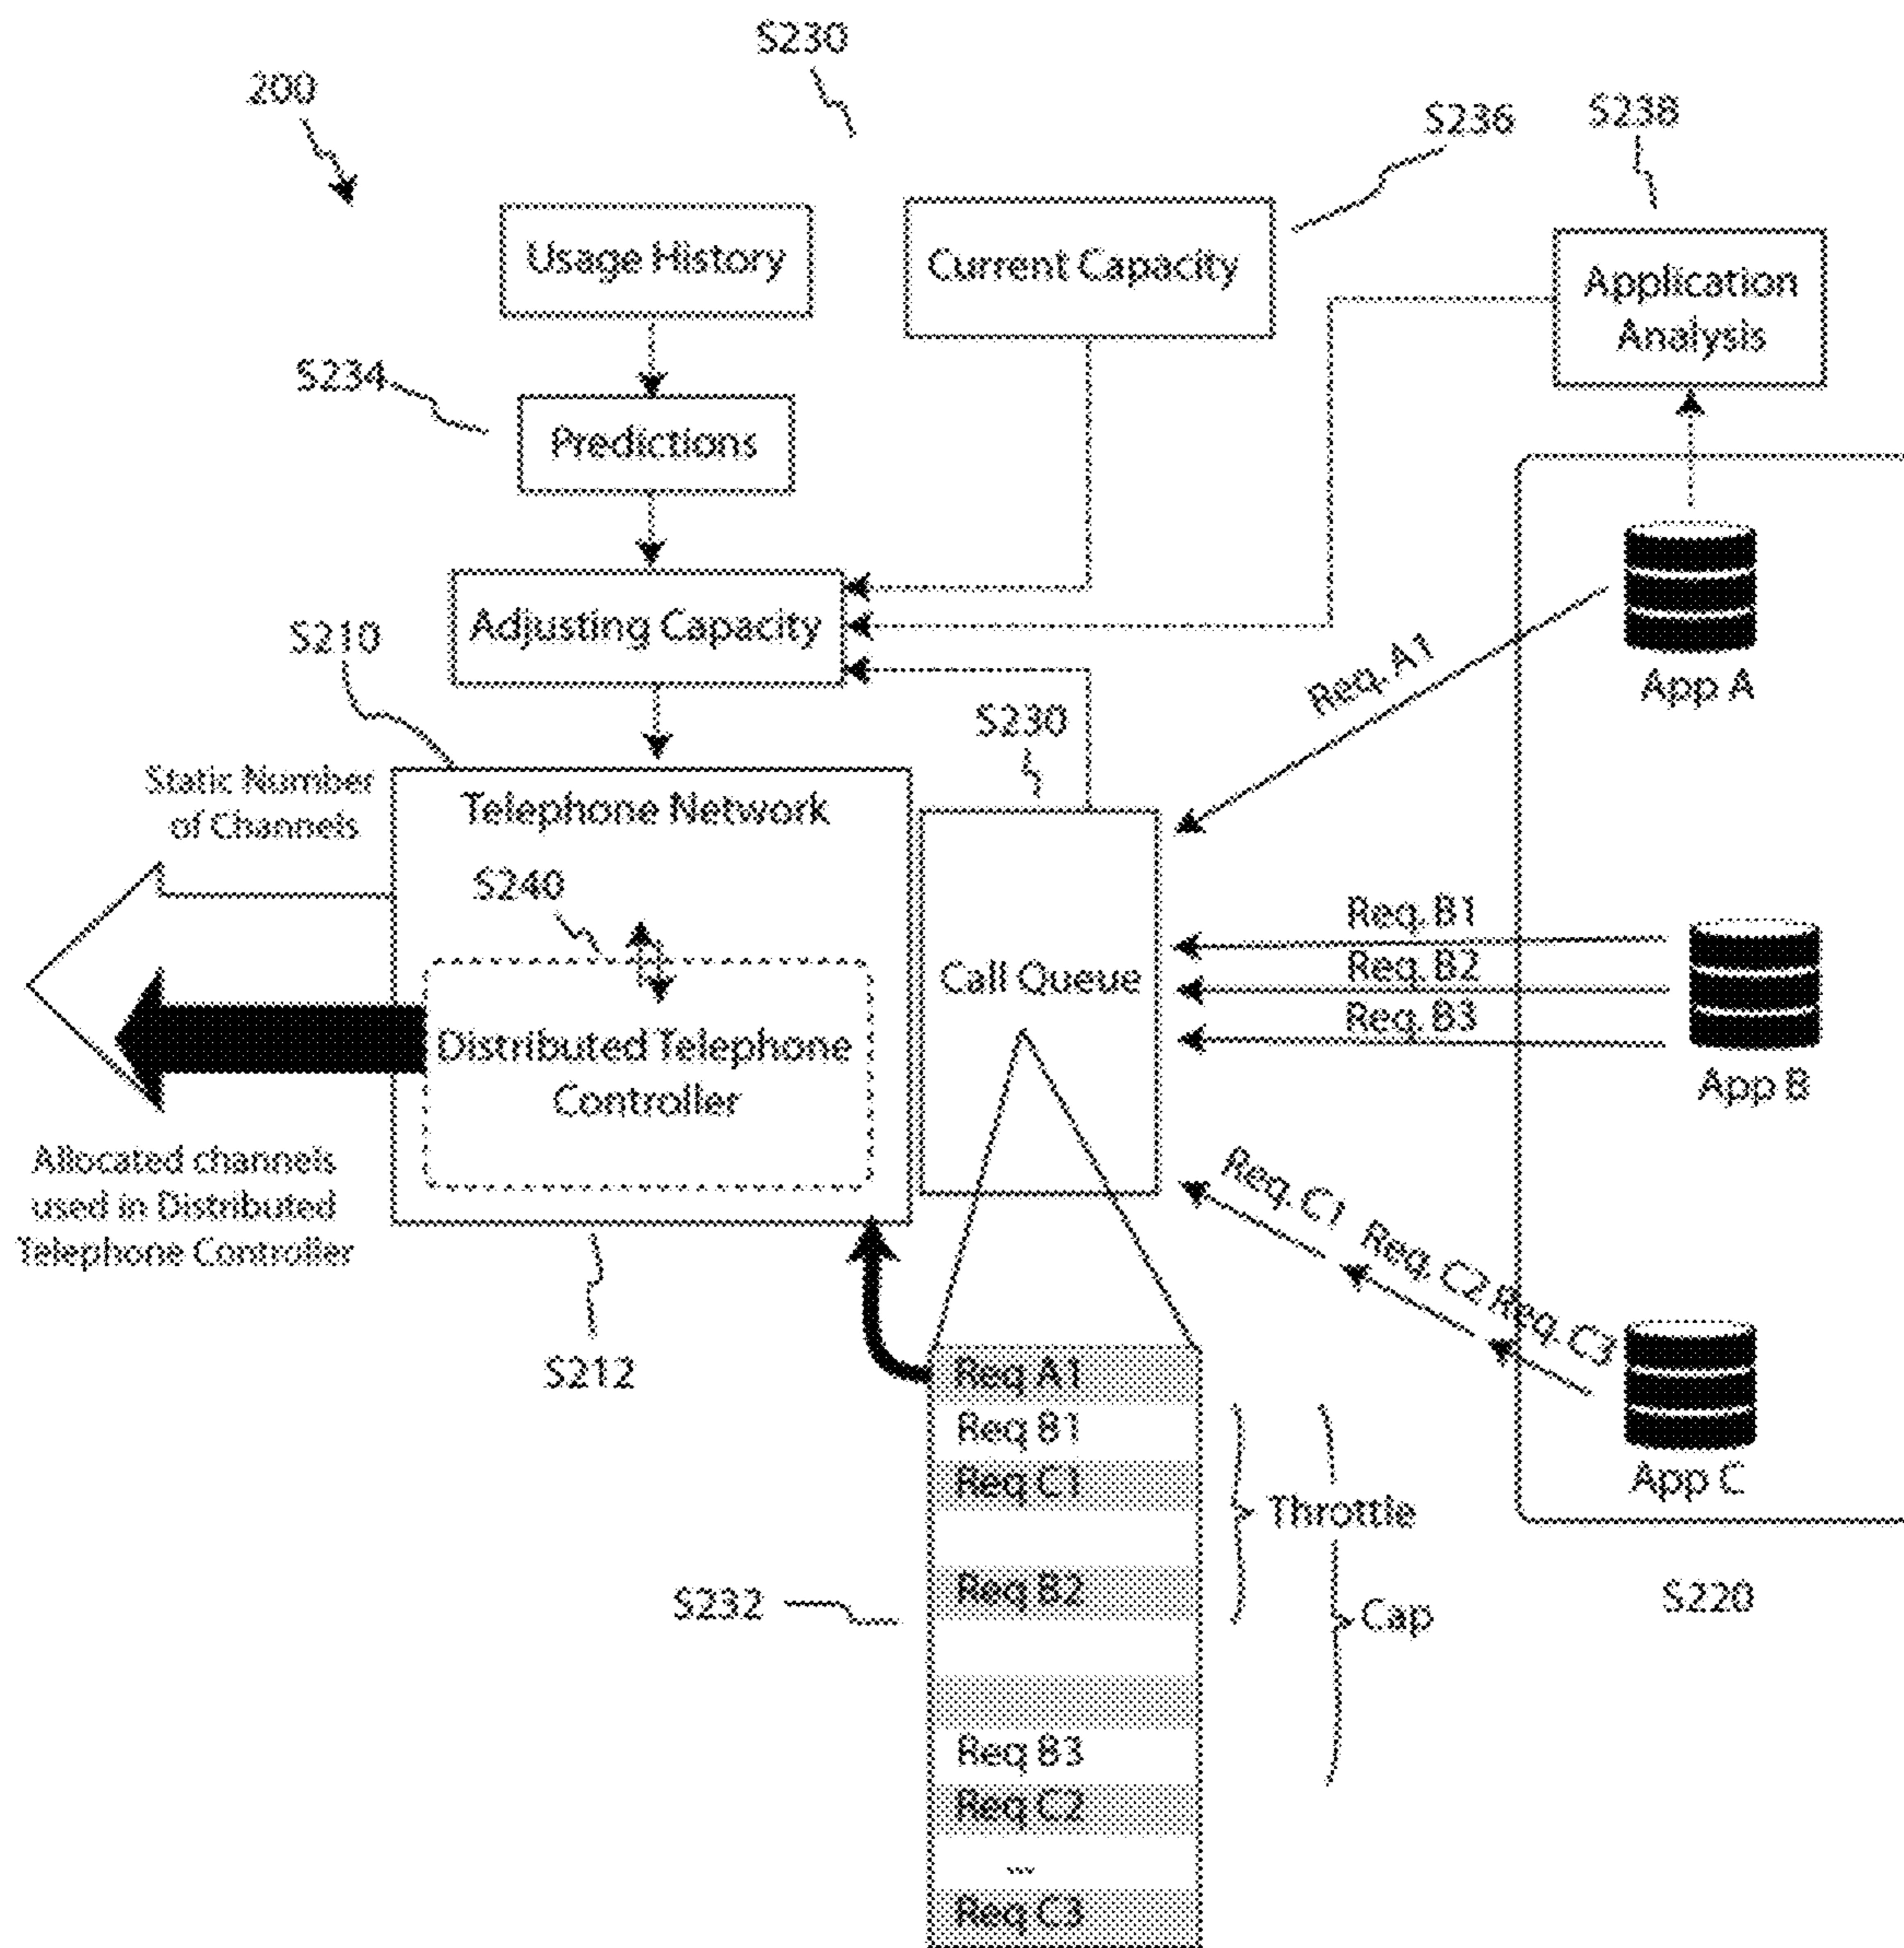 S230
200
S236
S238
Usage History
Current Capacity
Application
Analysis
S234
Predictions
Adjusting Capacity
S210
Req. A1
App A
S230
Static Number
of Channels
Telephone Network
S240
Req. B1
Call Queue
Req. B2
Req. B3
Distributed Telephone
Controller
App B
Allocated channels
used in Distributed
Telephone Controller
Req. C1
Req. C2
Req. C3
S212
Req A1
Req B1
Req C1
App C
Throttle
Req B2
S232
Cap
S220
Req B3
Req C2
...
Req C3